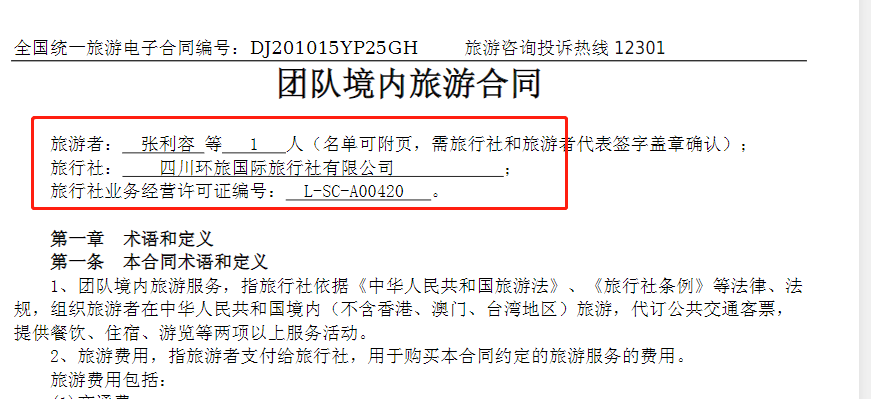 全国统一旅游电子合同编号：DJ201015YP25GH 旅游咨询投诉热线 12301
团队境内旅游合同
旅游者： 张利容 等 1 人（名单可附页，需旅行社和旅游者代表签字盖章确认）；
旅行社： 四川环旅国际旅行社有限公司 ；
旅行社业务经营许可证编号： L-SC-A00420 。
第一章 术语和定义
第一条 本合同术语和定义
1、团队境内旅游服务，指旅行社依据《中华人民共和国旅游法》、《旅行社条例》等法律、法
规，组织旅游者在中华人民共和国境内（不含香港、澳门、台湾地区）旅游，代订公共交通客票，
提供餐饮、住宿、游览等两项以上服务活动。
2、旅游费用，指旅游者支付给旅行社，用于购买本合同约定的旅游服务的费用。
旅游费用包括：